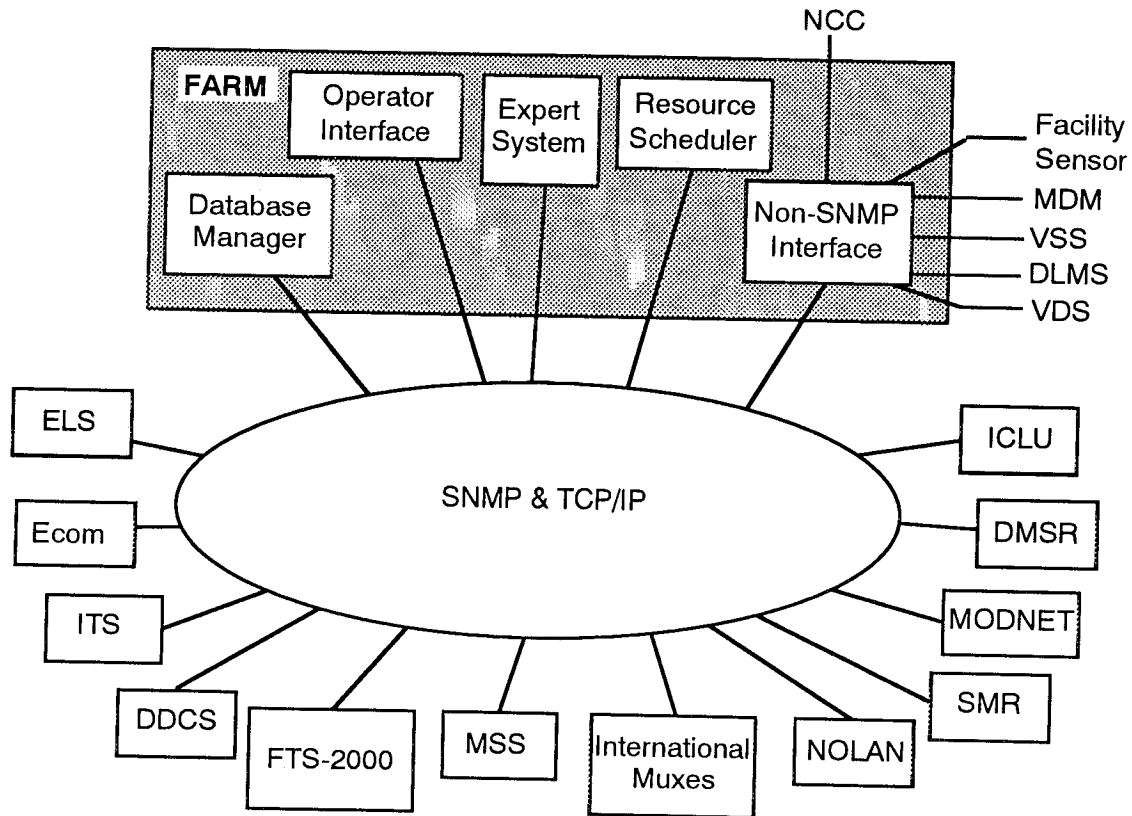 NCC
FARM
Operator
Interface
Expert
System
Resource
Scheduler
Facility
Sensor
Database
Manager
Non-SNMP
Interface
MDM
VSS
DLMS
VDS
ELS
ICLU
SNMP & TCP/IP
Ecom
DMSR
ITS
MODNET
DDCS
SMR
FTS-2000
MSS
International
Muxes
NOLAN